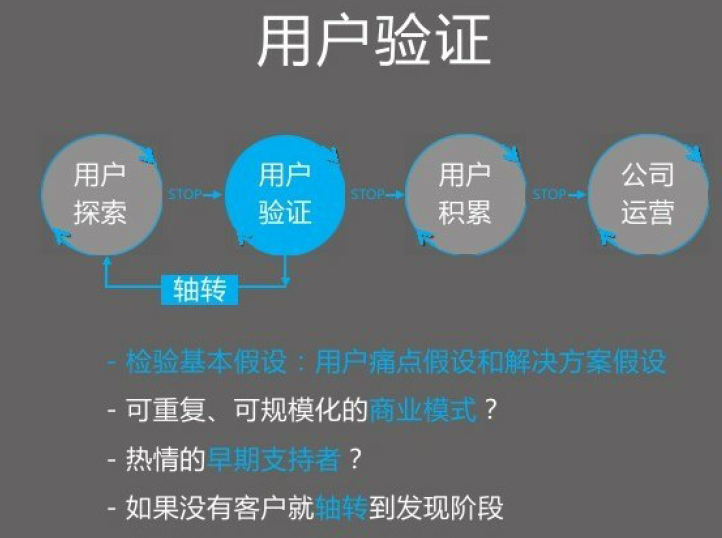 用户验证
用户
探索
STOP
用户
验证
STOP
用户
积累
STOP
公司
运营
轴转
- 检验基本假设：用户痛点假设和解决方案假设
- 可重复、可规模化的商业模式？
- 热情的早期支持者？
- 如果没有客户就轴转到发现阶段